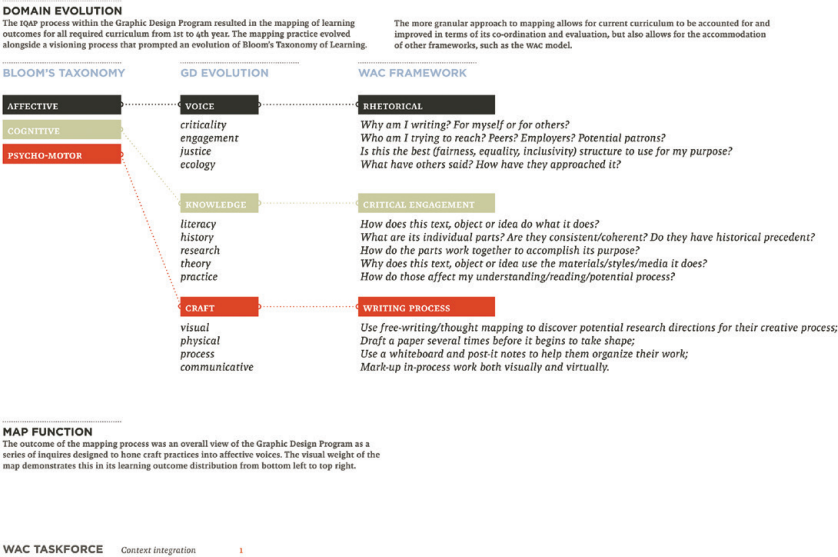 DOMAIN EVOLUTION
The IQAP process within the Graphic Design Program resulted in the mapping of learning
outcomes for all required curriculum from 1st to 4th year. The mapping practice evolved
alongside a visioning process that prompted an evolution of Bloom's Taxonomy of Learning.
The more granular approach to mapping allows for current curriculum to be accounted for and
improved in terms of its co-ordination and evaluation, but also allows for the accommodation
of other frameworks, such as the WAC model.
BLOOM'S TAXONOMY
GD EVOLUTION
WAC FRAMEWORK
AFFECTIVE
COGNITIVE
PSYCHO-MOTOR
VOICE
criticality
engagement
justice
ecology
RHETORICAL
Why am I writing? For myself or for others?
Who am I trying to reach? Peers? Employers? Potential patrons?
Is this the best (fairness, equality, inclusivity) structure to use for my purpose?
What have others said? How have they approached it?
KNOWLEDGE
literacy
history
research
theory
practice
CRITICAL ENGAGEMENT
How does this text, object or idea do what it does?
What are its individual parts? Are they consistent/coherent? Do they have historical precedent?
How do the parts work together to accomplish its purpose?
Why does this text, object or idea use the materials/styles/media it does?
How do those affect my understanding/reading/potential process?
CRAFT
visual
physical
process
communicative
WRITING PROCESS
Use free-writing/thought mapping to discover potential research directions for their creative process;
Draft a paper several times before it begins to take shape;
Use a whiteboard and post-it notes to help them organize their work;
Mark-up in-process work both visually and virtually.
MAP FUNCTION
The outcome of the mapping process was an overall view of the Graphic Design Program as a
series of inquires designed to hone craft practices into affective voices. The visual weight of the
map demonstrates this in its learning outcome distribution from bottom left to top right.
WAC TASKFORCE Context integration 1